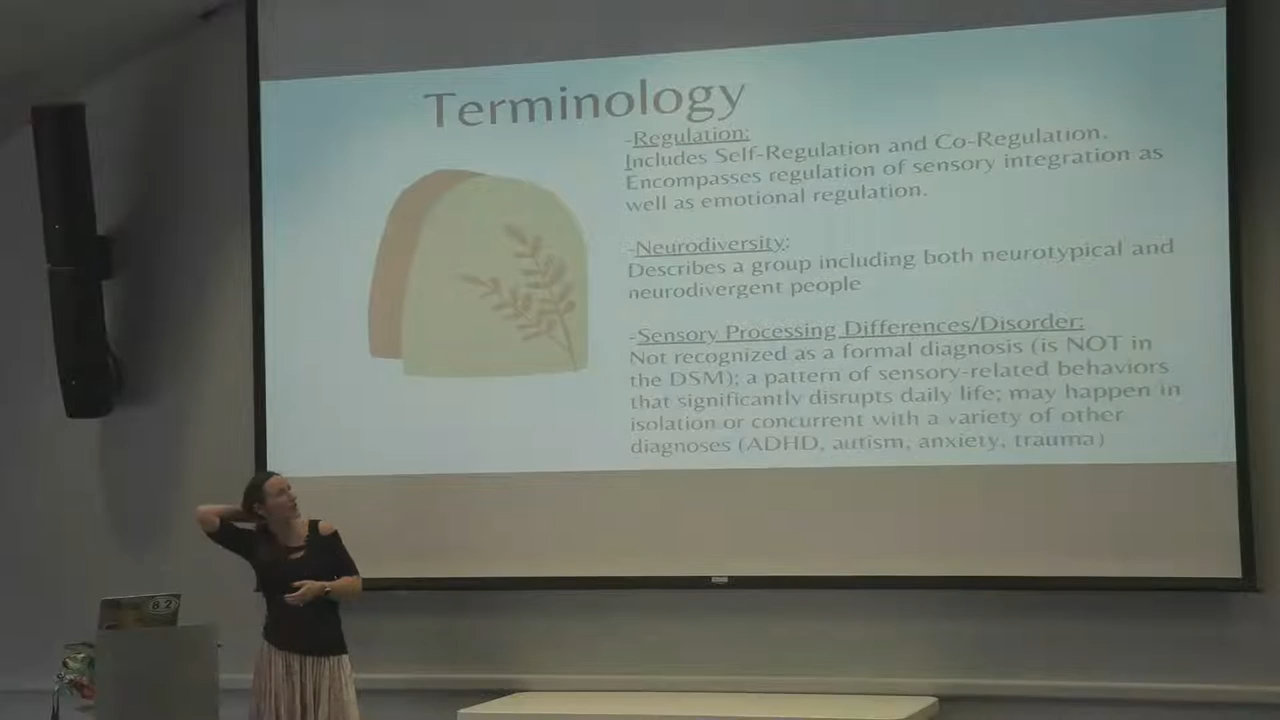 Terminology
-Regulation:
Includes Self-Regulation and Co-Regulation.
Encompasses regulation of sensory integration as
well as emotional regulation.
-Neurodiversity:
Describes a group including both neurotypical and
neurodivergent people
-Sensory Processing Differences/Disorder:
Not recognized as a formal diagnosis (is NOT in
the DSM); a pattern of sensory-related behaviors
that significantly disrupts daily life; may happen in
isolation or concurrent with a variety of other
diagnoses (ADHD, autism, anxiety, trauma)